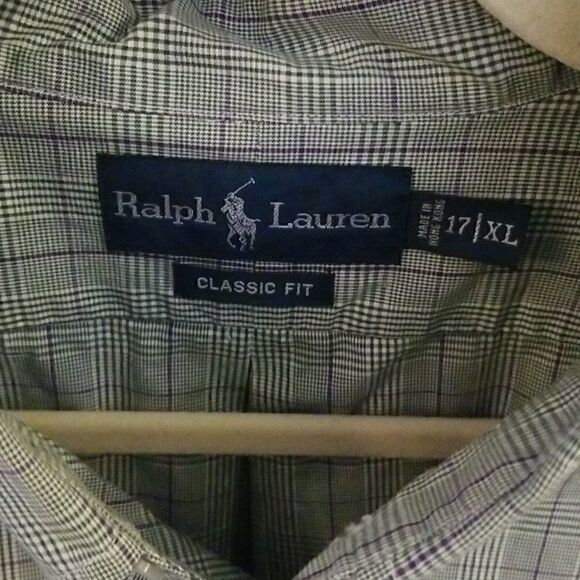 Ralph Lauren
MADE IN
HONG KONG
17|XL
CLASSIC FIT